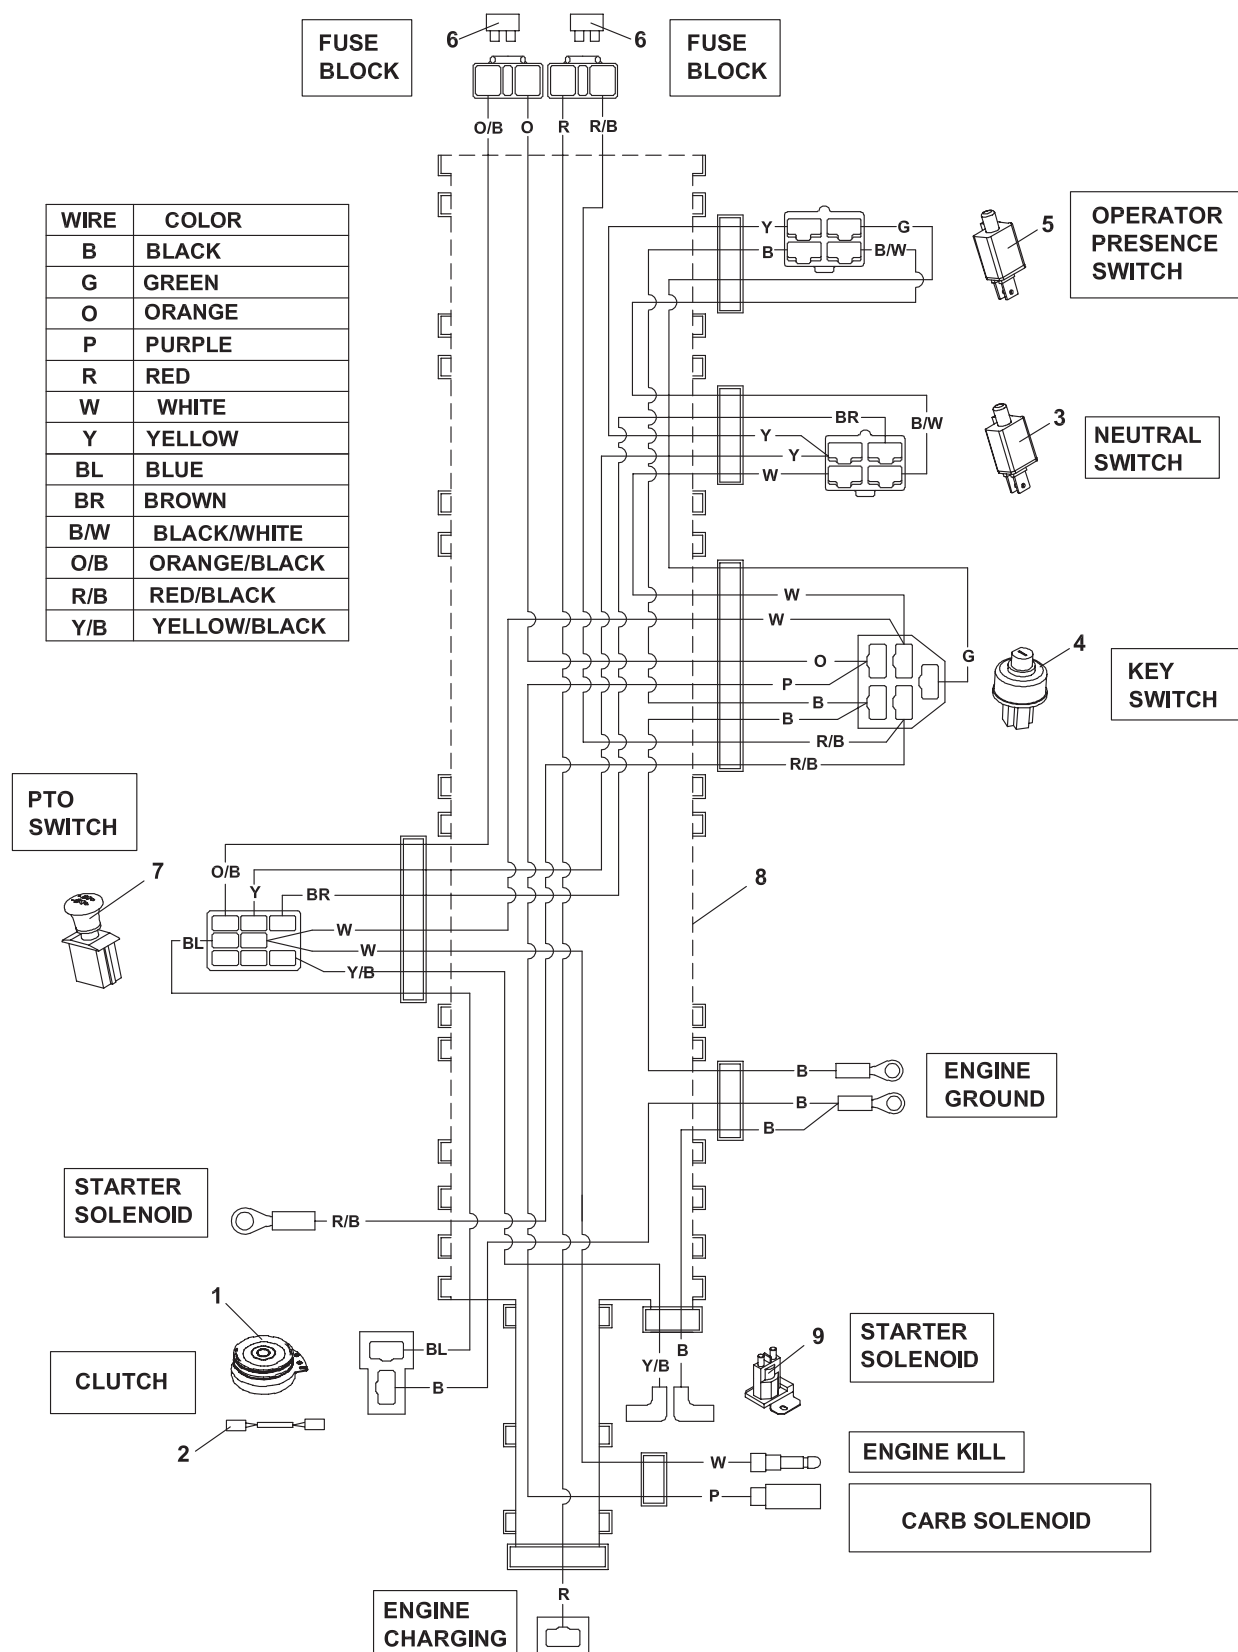 FUSE
BLOCK
6
6
FUSE
BLOCK
O/B O R R/B
WIRE COLOR
B BLACK
G GREEN
O ORANGE
P PURPLE
R RED
W WHITE
Y YELLOW
BL BLUE
BR BROWN
B/W BLACK/WHITE
O/B ORANGE/BLACK
R/B RED/BLACK
Y/B YELLOW/BLACK
Y G
B B/W
5
OPERATOR
PRESENCE
SWITCH
BR
B/W
Y
Y
W
3
NEUTRAL
SWITCH
W
W
O
P
B
B
R/B
R/B
G
4
KEY
SWITCH
PTO
SWITCH
7
O/B
Y
BR
W
BL
W
Y/B
8
B
B
B
ENGINE
GROUND
STARTER
SOLENOID
R/B
1
CLUTCH
2
BL
B
Y/B
B
9
STARTER
SOLENOID
W
ENGINE KILL
P
CARB SOLENOID
R
ENGINE
CHARGING